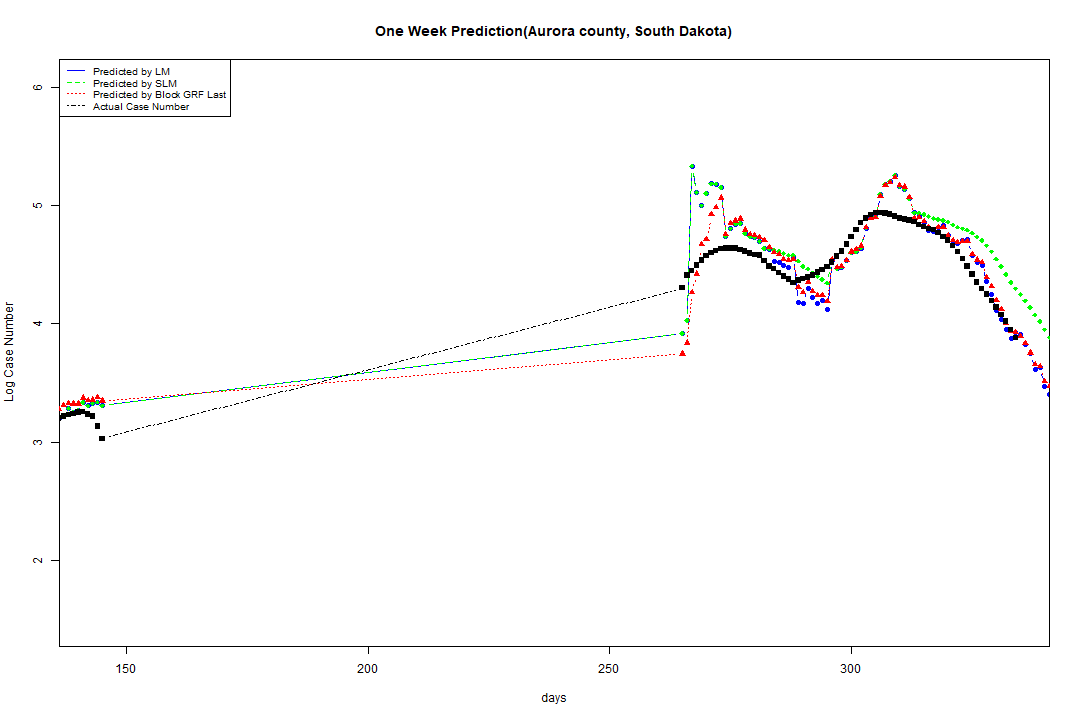 One Week Prediction(Aurora county, South Dakota)
Predicted by LM
Predicted by SLM
Predicted by Block GRF Last
Actual Case Number
6
5
4
3
2
Log Case Number
150 200 250 300
days